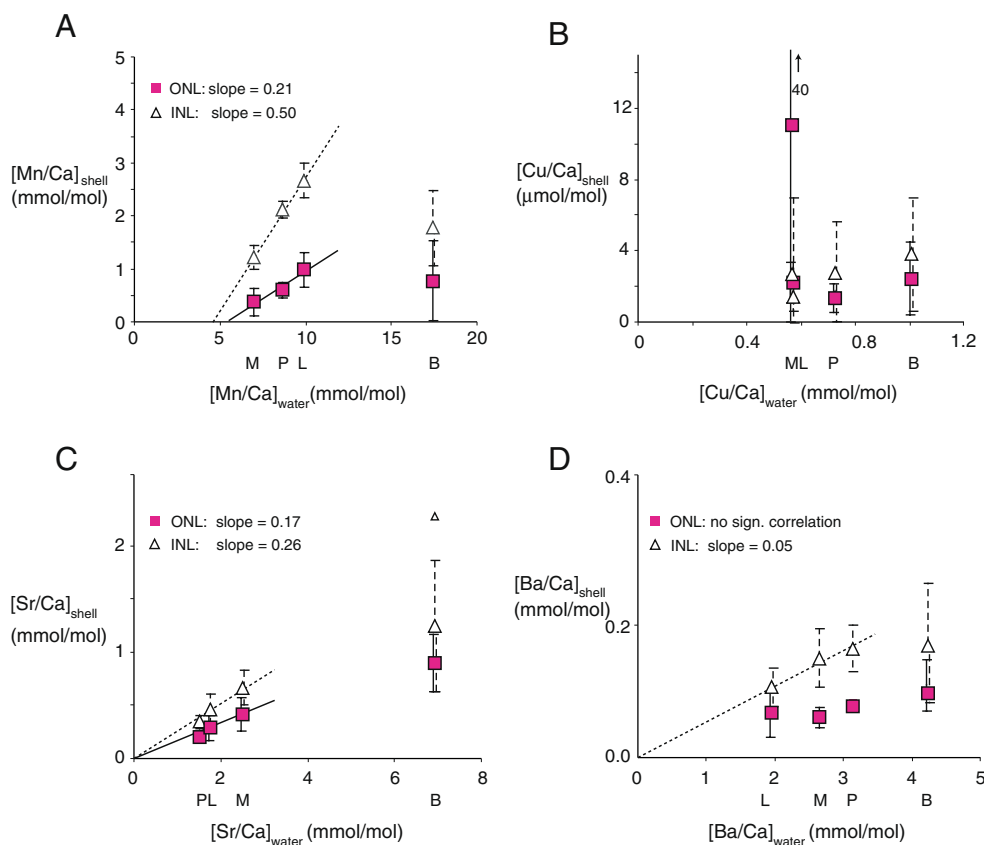 A
5
4
3
2
1
0
ONL: slope = 0.21
INL: slope = 0.50
[Mn/Ca]shell
(mmol/mol)
0 5 10 15 20
M P L B
[Mn/Ca]water (mmol/mol)
B
12
8
4
0
40
[Cu/Ca]shell
(μmol/mol)
0 0.4 0.8 1.2
ML P B
[Cu/Ca]water (mmol/mol)
C
2
1
0
ONL: slope = 0.17
INL: slope = 0.26
[Sr/Ca]shell
(mmol/mol)
0 2 4 6 8
PL M B
[Sr/Ca]water (mmol/mol)
D
0.4
0.2
0.0
ONL: no sign. correlation
INL: slope = 0.05
[Ba/Ca]shell
(mmol/mol)
0 1 2 3 4 5
L M P B
[Ba/Ca]water (mmol/mol)